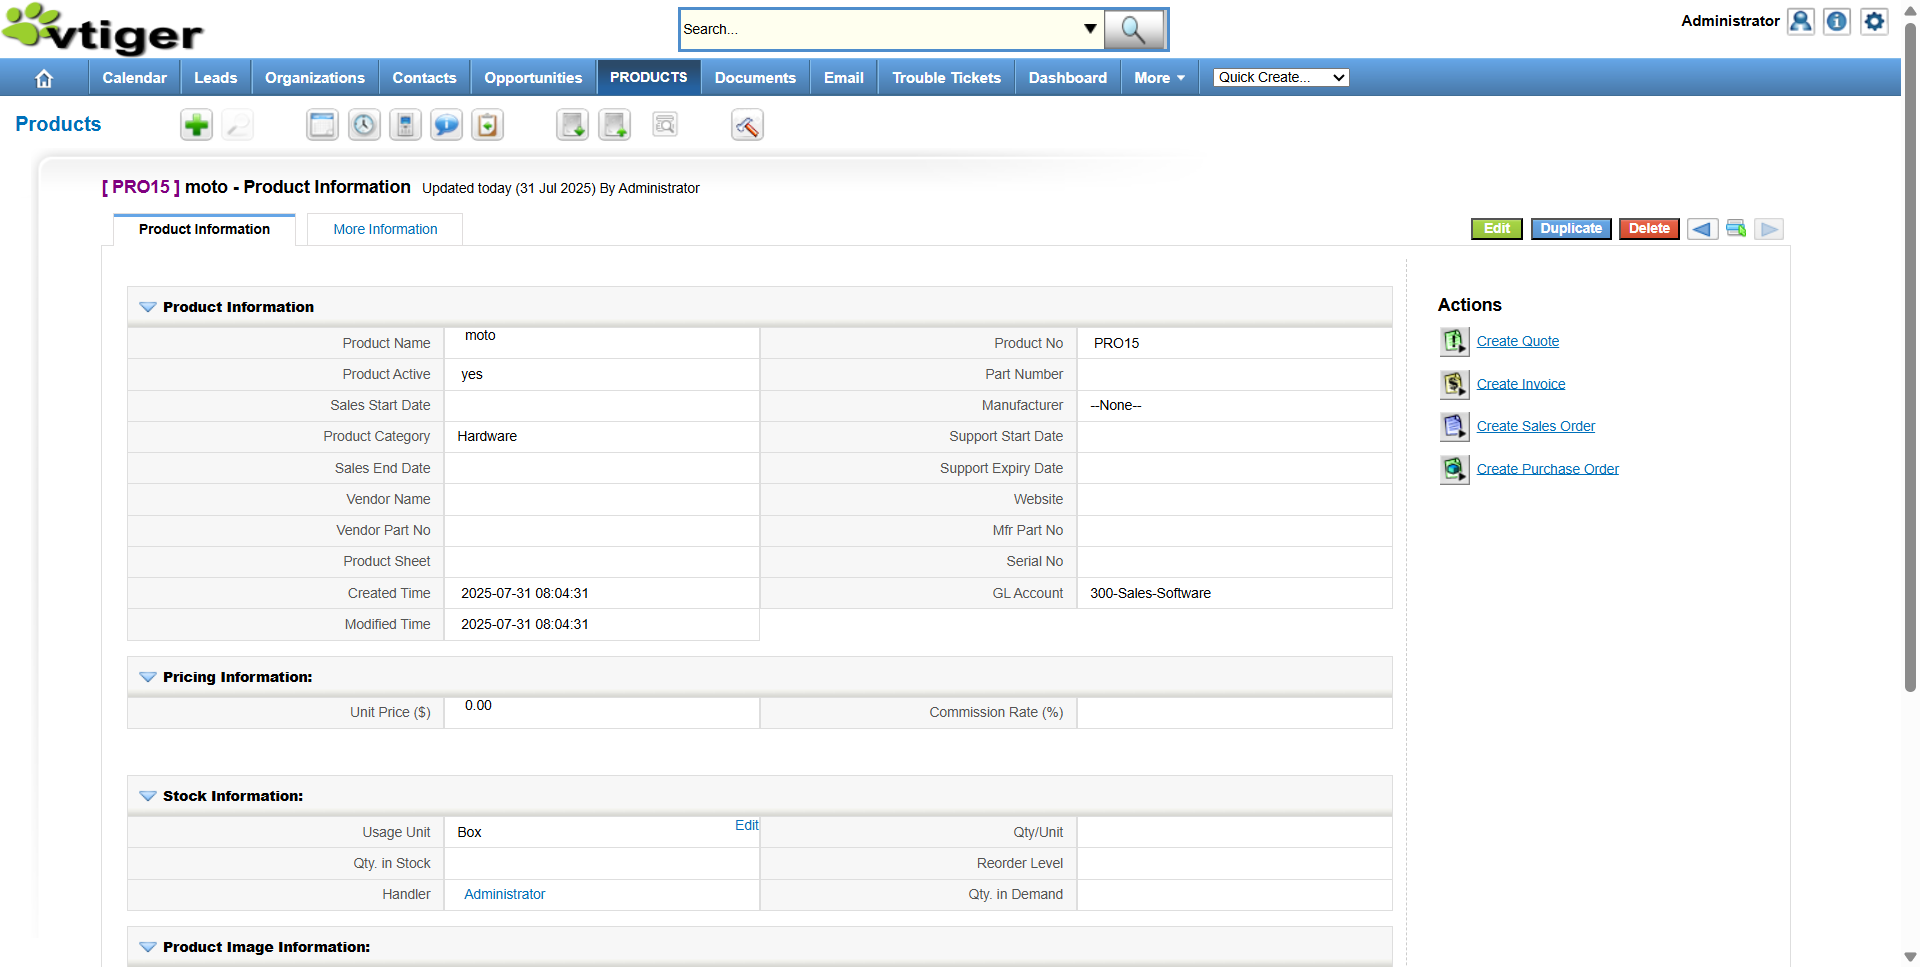 vtiger
Search...
Administrator
Calendar Leads Organizations Contacts Opportunities PRODUCTS Documents Email Trouble Tickets Dashboard More Quick Create...
Products
[ PRO15 ] moto - Product Information Updated today (31 Jul 2025) By Administrator
Product Information More Information
Edit Duplicate Delete
Product Information
Product Name moto Product No PRO15
Product Active yes Part Number
Sales Start Date Manufacturer --None--
Product Category Hardware Support Start Date
Sales End Date Support Expiry Date
Vendor Name Website
Vendor Part No Mfr Part No
Product Sheet Serial No
Created Time 2025-07-31 08:04:31 GL Account 300-Sales-Software
Modified Time 2025-07-31 08:04:31
Pricing Information:
Unit Price ($) 0.00 Commission Rate (%)
Stock Information:
Usage Unit Box Edit Qty/Unit
Qty. in Stock Reorder Level
Handler Administrator Qty. in Demand
Product Image Information:
Actions
Create Quote
Create Invoice
Create Sales Order
Create Purchase Order